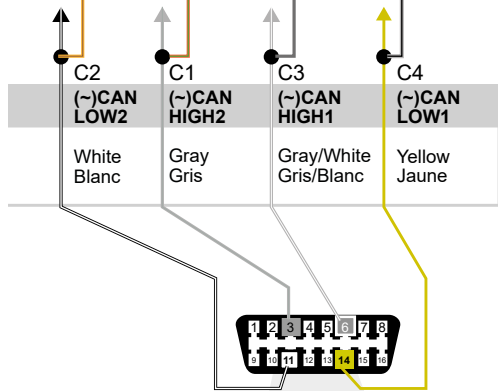 C2 C1 C3 C4
(~)CAN (~)CAN (~)CAN (~)CAN
LOW2 HIGH2 HIGH1 LOW1
White Gray Gray/White Yellow
Blanc Gris Gris/Blanc Jaune
1 2 3 4 5 6 7 8
9 10 11 12 13 14 15 16